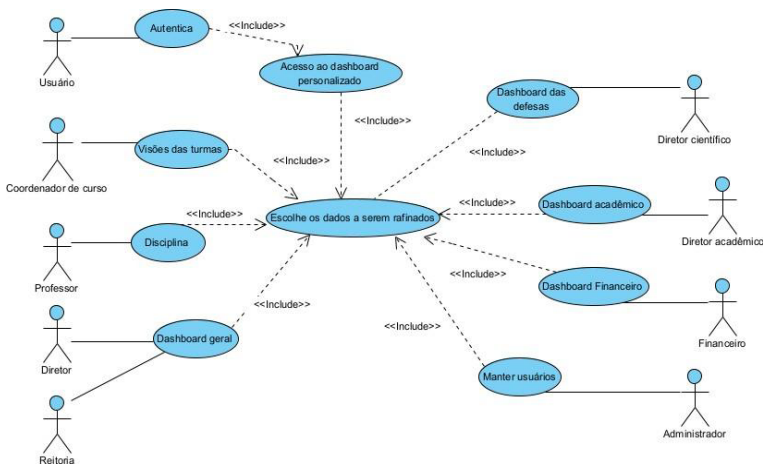 Autentica
<<Include>>
Usuário
Acesso ao dashboard
personalizado
Dashboard das
defesas
Diretor científico
<<Include>>
<<Include>>
Visões das turmas
<<Include>>
Coordenador de curso
Escolhe os dados a serem rafinados
<<Include>>
<<Include>>
Dashboard acadêmico
Diretor acadêmico
Disciplina
Professor
<<Include>>
Dashboard Financeiro
Financeiro
<<Include>>
<<Include>>
Dashboard geral
Diretor
Manter usuários
Administrador
Reitoria